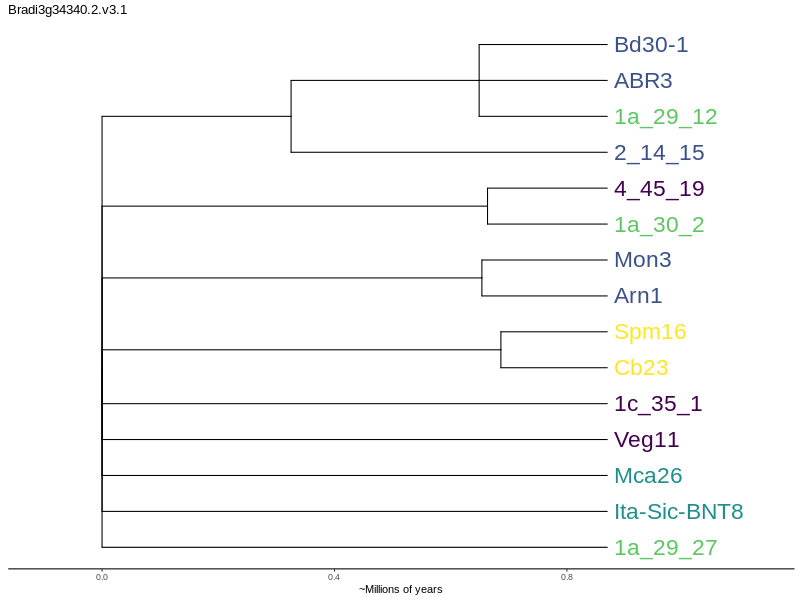 Bradi3g34340.2.v3.1
Bd30-1
ABR3
1a_29_12
2_14_15
4_45_19
1a_30_2
Mon3
Arn1
Spm16
Cb23
1c_35_1
Veg11
Mca26
Ita-Sic-BNT8
1a_29_27
0.0 0.4 0.8
~Millions of years